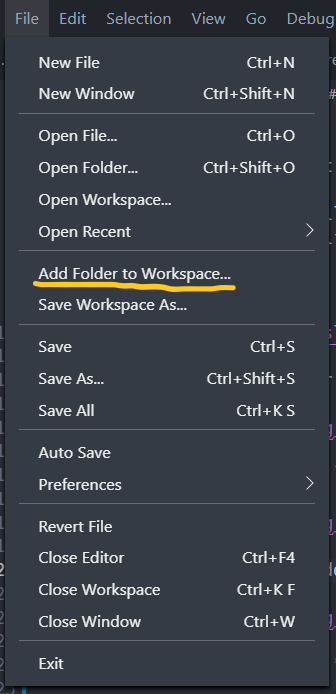 File Edit Selection View Go Debug
New File Ctrl+N
New Window Ctrl+Shift+N
Open File... Ctrl+O
Open Folder... Ctrl+Shift+O
Open Workspace...
Open Recent
Add Folder to Workspace...
Save Workspace As...
Save Ctrl+S
Save As... Ctrl+Shift+S
Save All Ctrl+K S
Auto Save
Preferences
Revert File
Close Editor Ctrl+F4
Close Workspace Ctrl+K F
Close Window Ctrl+W
Exit